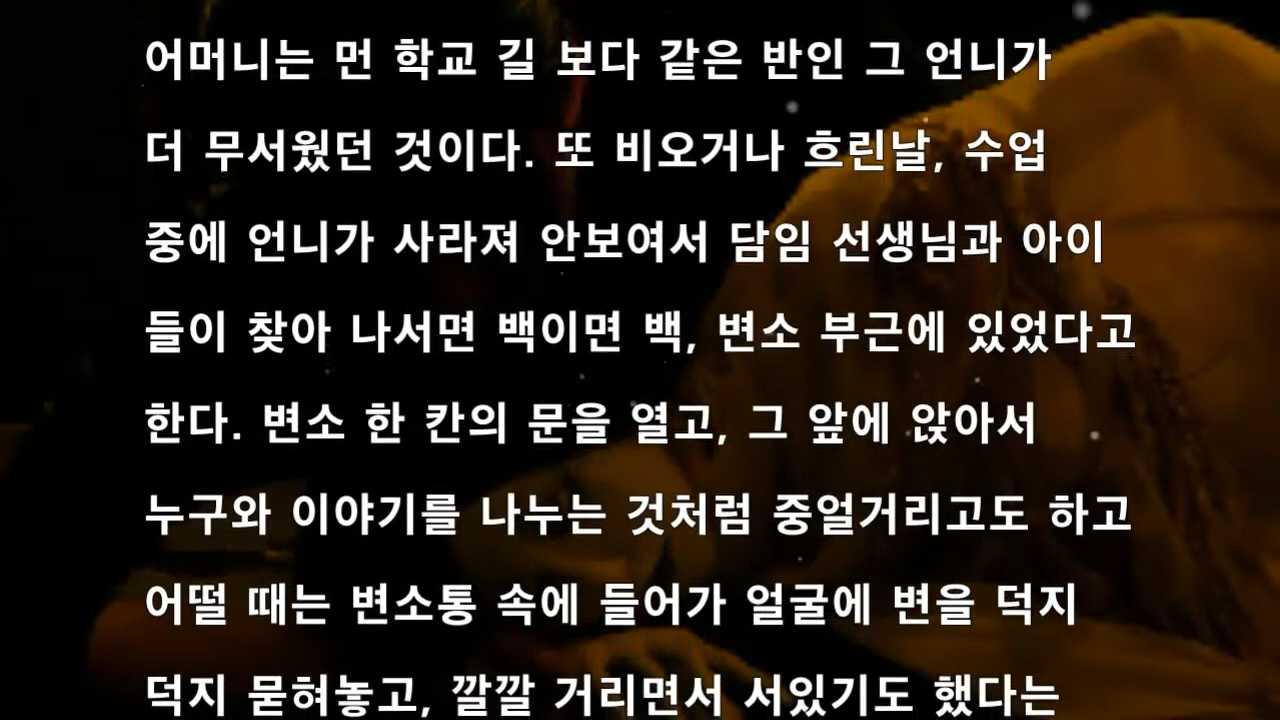 어머니는 먼 학교 길 보다 같은 반인 그 언니가
더 무서웠던 것이다. 또 비오거나 흐린날, 수업
중에 언니가 사라져 안보여서 담임 선생님과 아이
들이 찾아 나서면 백이면 백, 변소 부근에 있었다고
한다. 변소 한 칸의 문을 열고, 그 앞에 앉아서
누구와 이야기를 나누는 것처럼 중얼거리고도 하고
어떨 때는 변소통 속에 들어가 얼굴에 변을 덕지
덕지 묻혀놓고, 깔깔 거리면서 서있기도 했다는